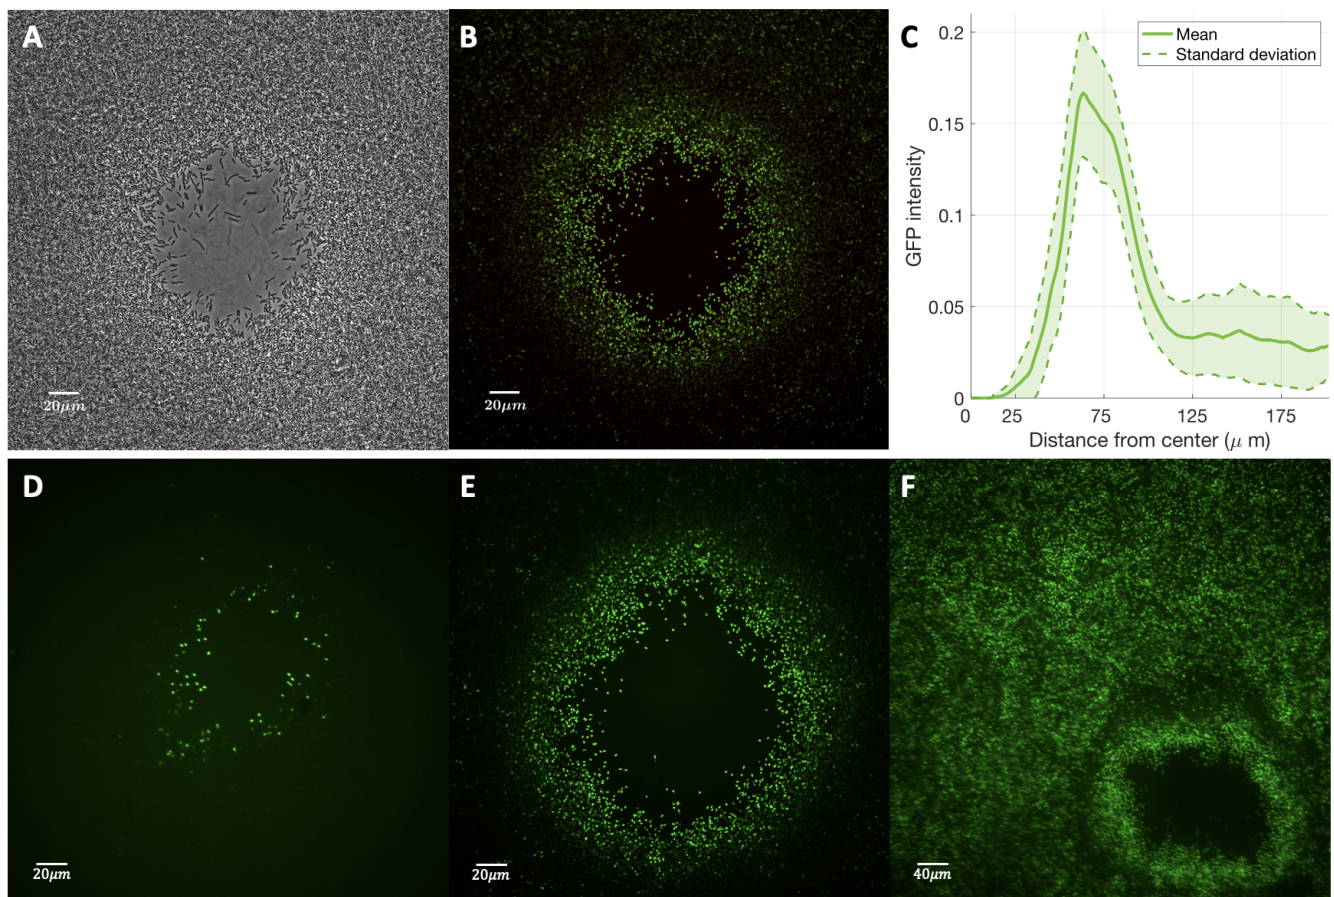 A
B
C
Mean
Standard deviation
0.2
0.15
0.1
0.05
0
GFP intensity
0
25
75
125
175
Distance from center (μ m)
20μm
20μm
D
E
F
20μm
20μm
40μm